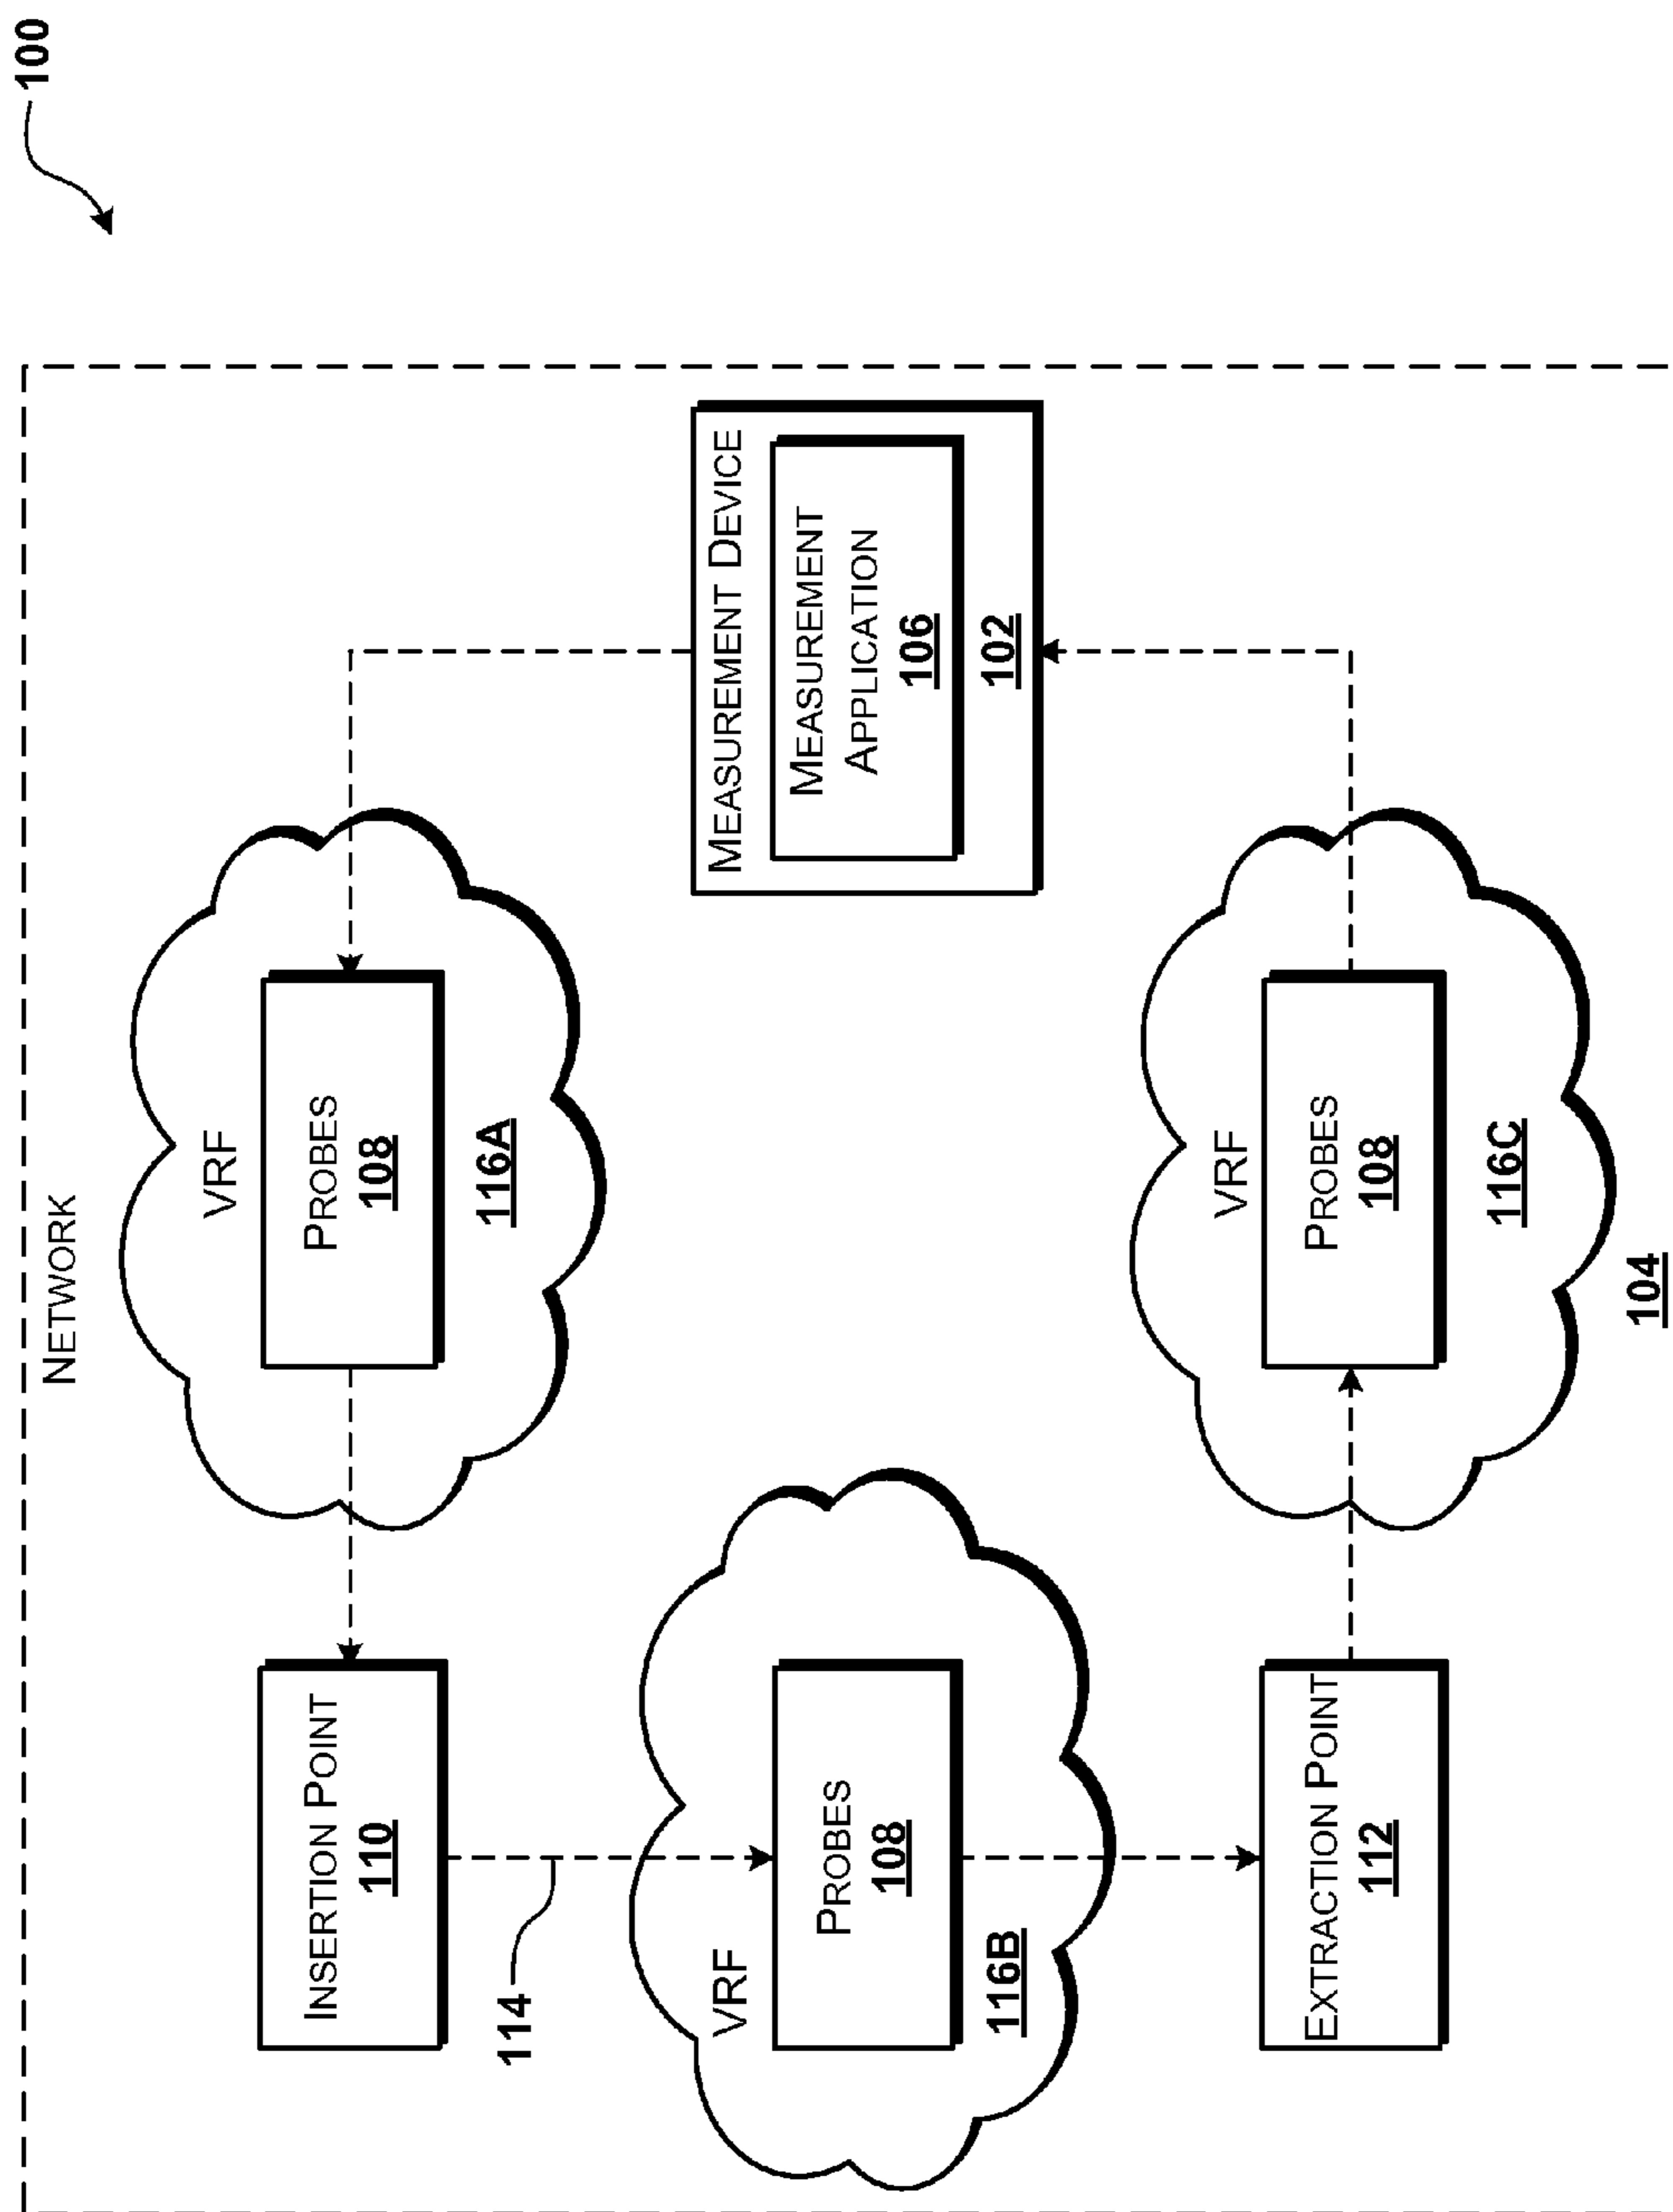 100
NETWORK
MEASUREMENT DEVICE
MEASUREMENT
APPLICATION
106
102
VRF
PROBES
108
116A
INSERTION POINT
110
114
VRF
PROBES
108
116B
EXTRACTION POINT
112
VRF
PROBES
108
116C
104